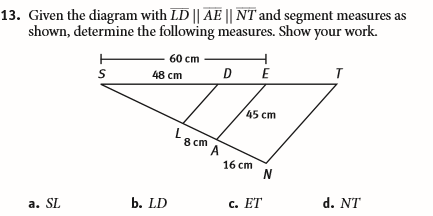 13. Given the diagram with LD || AE || NT and segment measures as
shown, determine the following measures. Show your work.
60 cm
S 48 cm D E T
45 cm
L 8 cm A
16 cm N
a. SL b. LD c. ET d. NT